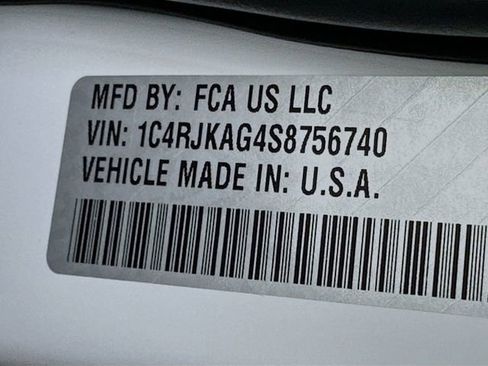 MFD BY: FCA US LLC
VIN: 1C4RJKAG4S8756740
VEHICLE MADE IN: U.S.A.